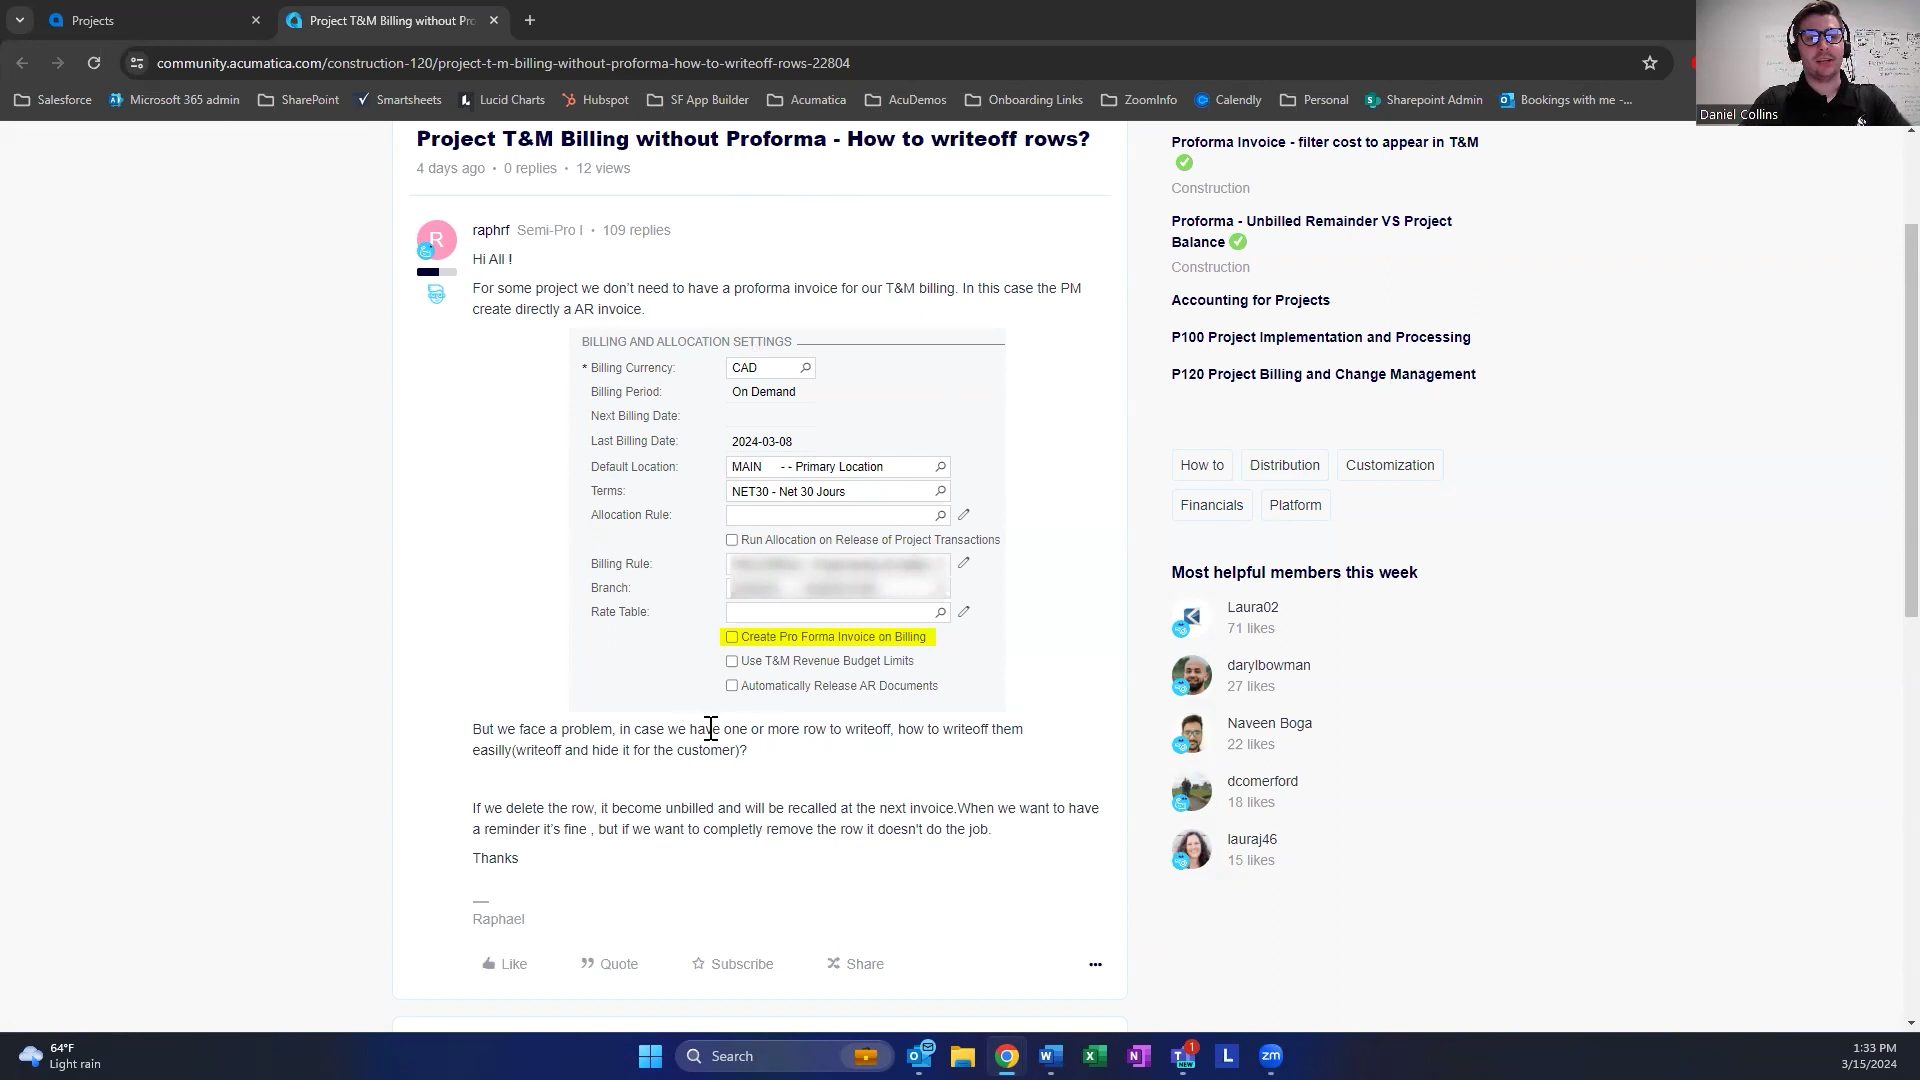 Projects
Project T&M Billing without Pro
community.acumatica.com/construction-120/project-t-m-billing-without-proforma-how-to-writeoff-rows-22804
Salesforce
Microsoft 365 admin
SharePoint
Smartsheets
Lucid Charts
Hubspot
SF App Builder
Acumatica
AcuDemos
Onboarding Links
ZoomInfo
Calendly
Personal
Sharepoint Admin
Bookings with me -...
Daniel Collins
Project T&M Billing without Proforma - How to writeoff rows?
4 days ago • 0 replies • 12 views
R
raphrf Semi-Pro I • 109 replies
Hi All !
For some project we don't need to have a proforma invoice for our T&M billing. In this case the PM
create directly a AR invoice.
BILLING AND ALLOCATION SETTINGS
* Billing Currency: CAD
Billing Period: On Demand
Next Billing Date:
Last Billing Date: 2024-03-08
Default Location: MAIN - - Primary Location
Terms: NET30 - Net 30 Jours
Allocation Rule:
Run Allocation on Release of Project Transactions
Billing Rule:
Branch:
Rate Table:
Create Pro Forma Invoice on Billing
Use T&M Revenue Budget Limits
Automatically Release AR Documents
But we face a problem, in case we have one or more row to writeoff, how to writeoff them
easilly(writeoff and hide it for the customer)?
If we delete the row, it become unbilled and will be recalled at the next invoice.When we want to have
a reminder it's fine , but if we want to completly remove the row it doesn't do the job.
Thanks
Raphael
Like
Quote
Subscribe
Share
Proforma Invoice - filter cost to appear in T&M
Construction
Proforma - Unbilled Remainder VS Project
Balance
Construction
Accounting for Projects
P100 Project Implementation and Processing
P120 Project Billing and Change Management
How to
Distribution
Customization
Financials
Platform
Most helpful members this week
Laura02
71 likes
darylbowman
27 likes
Naveen Boga
22 likes
dcomerford
18 likes
lauraj46
15 likes
64°F
Light rain
Search
NEW
1
zm
1:33 PM
3/15/2024